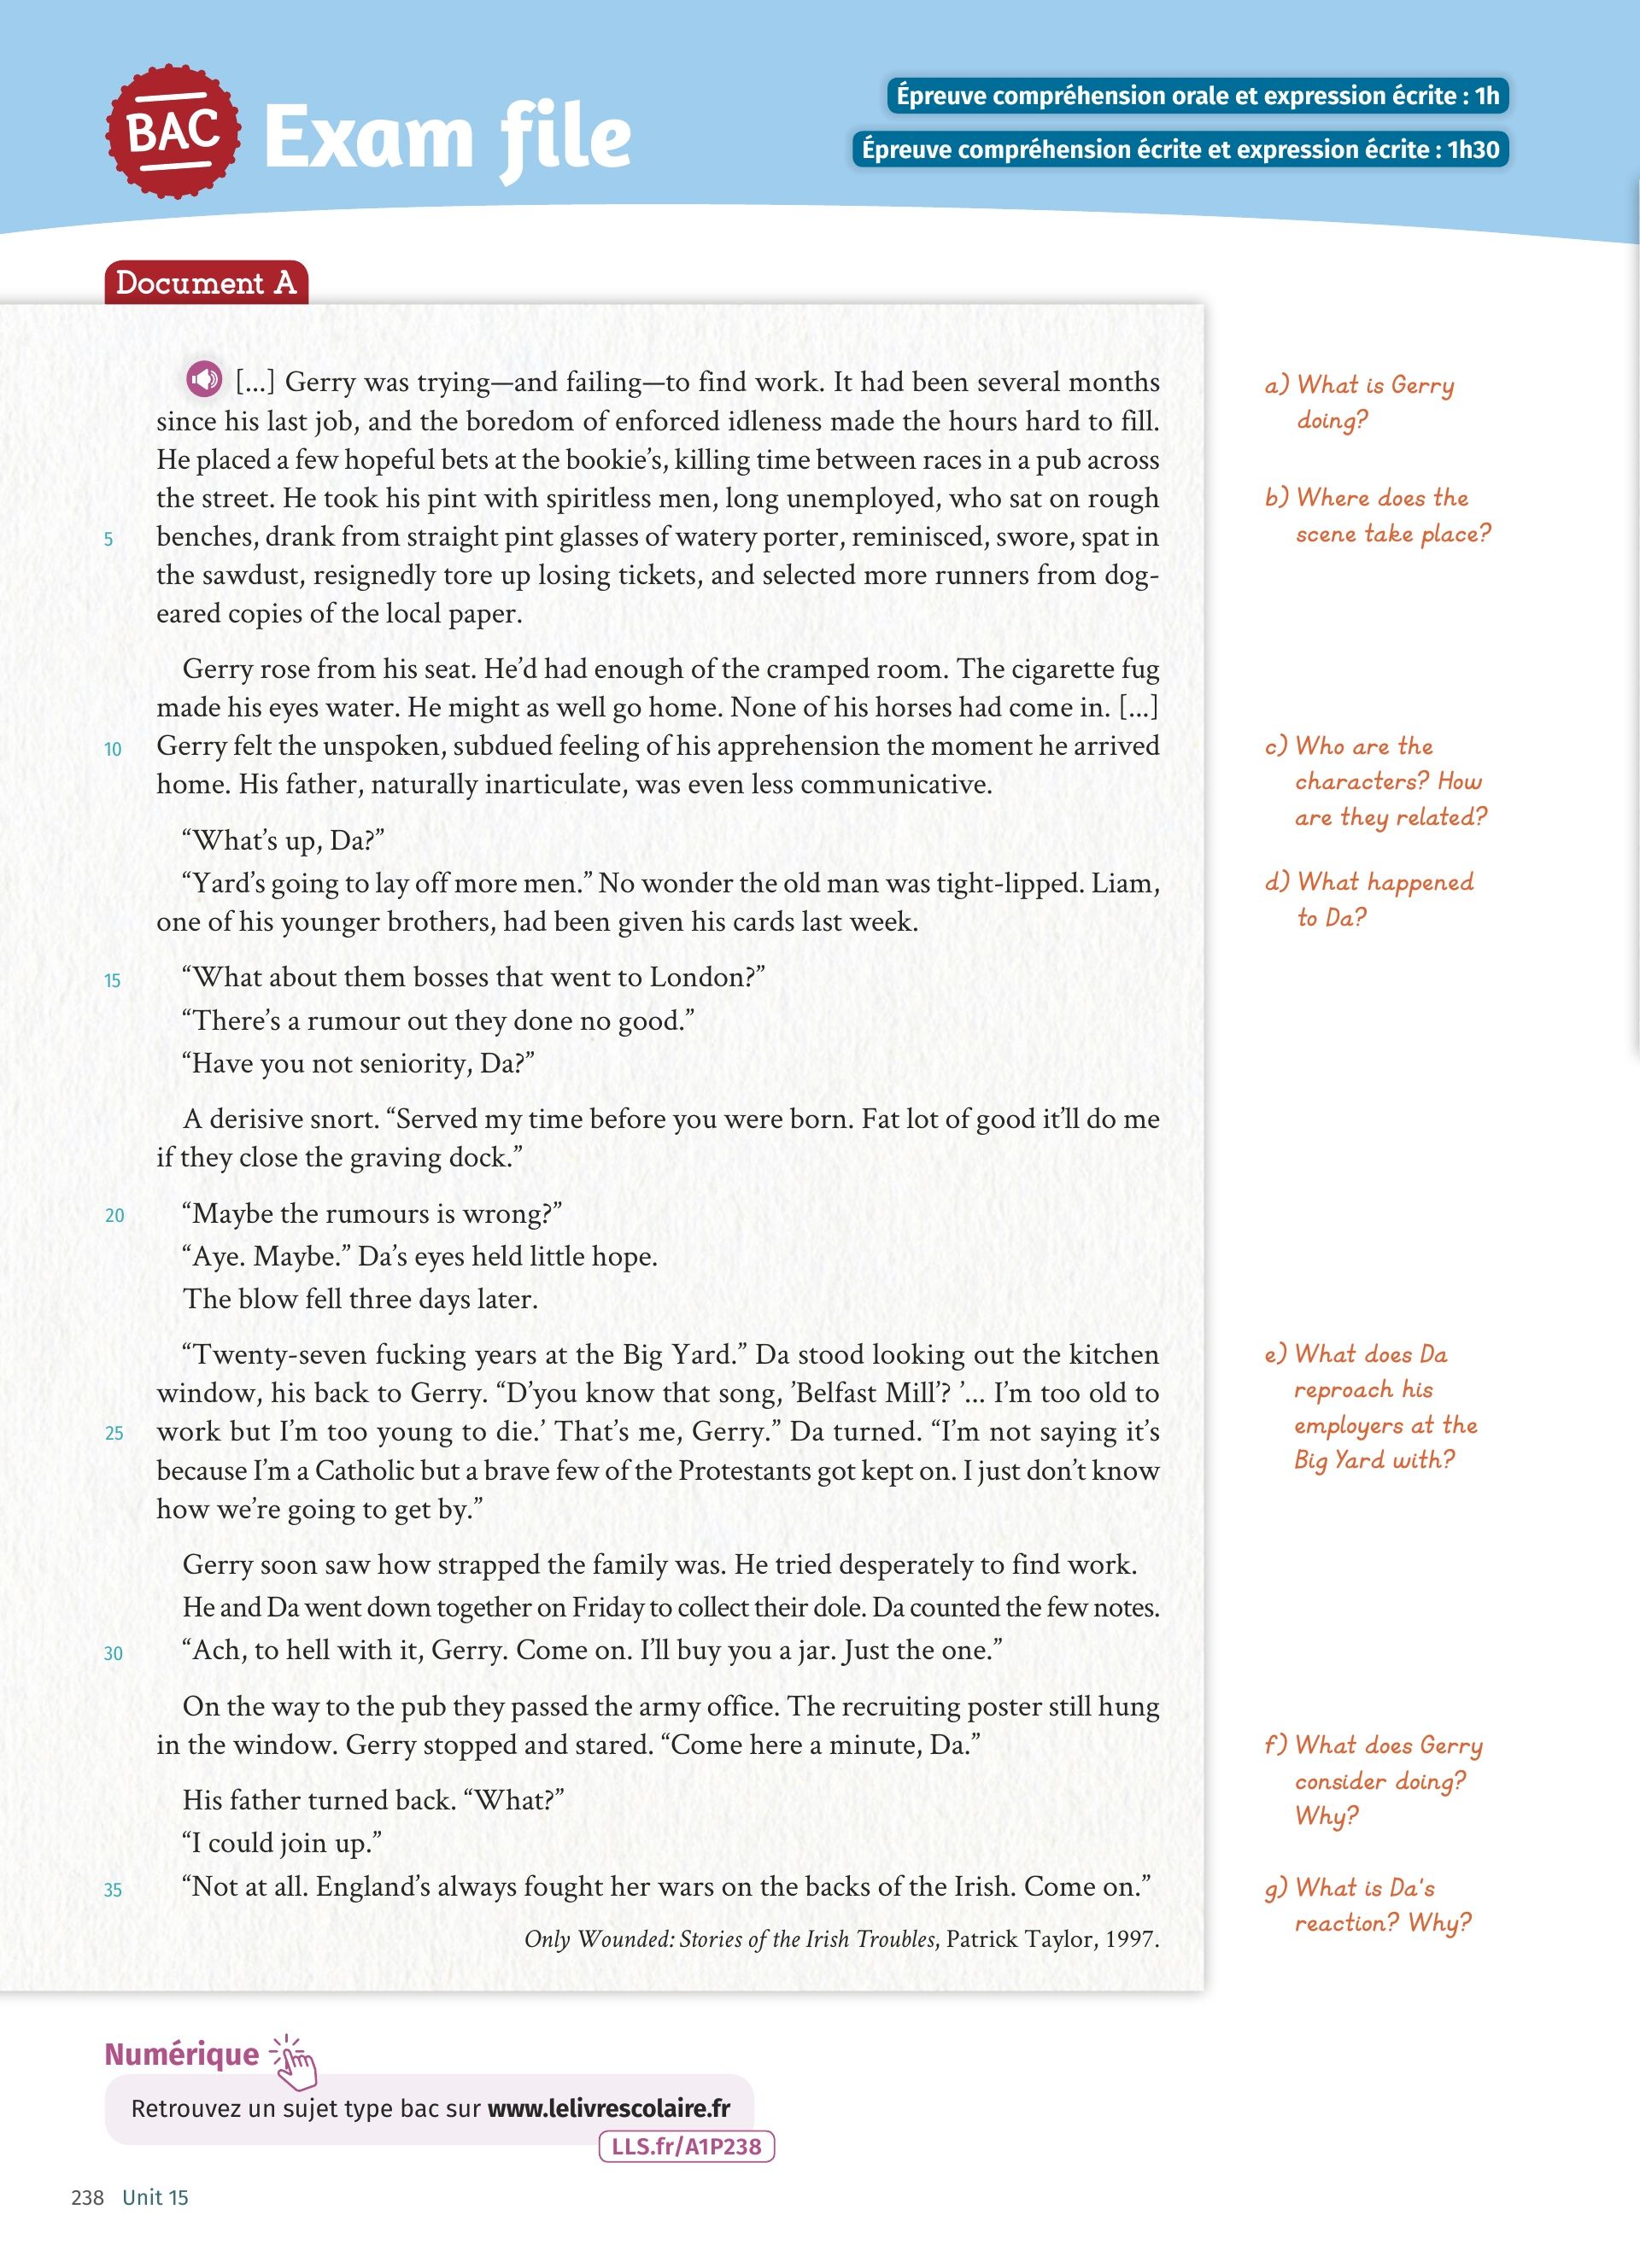 BAC
Exam file
Épreuve compréhension orale et expression écrite : 1h
Épreuve compréhension écrite et expression écrite : 1h30
Document A
[...] Gerry was trying—and failing—to find work. It had been several months
since his last job, and the boredom of enforced idleness made the hours hard to fill.
He placed a few hopeful bets at the bookie's, killing time between races in a pub across
the street. He took his pint with spiritless men, long unemployed, who sat on rough
5 benches, drank from straight pint glasses of watery porter, reminisced, swore, spat in
the sawdust, resignedly tore up losing tickets, and selected more runners from dog-
eared copies of the local paper.
Gerry rose from his seat. He'd had enough of the cramped room. The cigarette fug
made his eyes water. He might as well go home. None of his horses had come in. [...]
10 Gerry felt the unspoken, subdued feeling of his apprehension the moment he arrived
home. His father, naturally inarticulate, was even less communicative.
“What's up, Da?”
“Yard's going to lay off more men.” No wonder the old man was tight-lipped. Liam,
one of his younger brothers, had been given his cards last week.
15 “What about them bosses that went to London?”
“There's a rumour out they done no good.”
“Have you not seniority, Da?”
A derisive snort. “Served my time before you were born. Fat lot of good it'll do me
if they close the graving dock.”
20 “Maybe the rumours is wrong?”
“Aye. Maybe.” Da's eyes held little hope.
The blow fell three days later.
“Twenty-seven fucking years at the Big Yard.” Da stood looking out the kitchen
window, his back to Gerry. “D'you know that song, 'Belfast Mill'? '... I'm too old to
25 work but I'm too young to die.' That's me, Gerry.” Da turned. “I'm not saying it's
because I'm a Catholic but a brave few of the Protestants got kept on. I just don't know
how we're going to get by.”
Gerry soon saw how strapped the family was. He tried desperately to find work.
He and Da went down together on Friday to collect their dole. Da counted the few notes.
30 “Ach, to hell with it, Gerry. Come on. I'll buy you a jar. Just the one.”
On the way to the pub they passed the army office. The recruiting poster still hung
in the window. Gerry stopped and stared. “Come here a minute, Da.”
His father turned back. “What?”
“I could join up.”
35 “Not at all. England's always fought her wars on the backs of the Irish. Come on.”
Only Wounded: Stories of the Irish Troubles, Patrick Taylor, 1997.
a) What is Gerry
doing?
b) Where does the
scene take place?
c) Who are the
characters? How
are they related?
d) What happened
to Da?
e) What does Da
reproach his
employers at the
Big Yard with?
f) What does Gerry
consider doing?
Why?
g) What is Da's
reaction? Why?
Numérique
Retrouvez un sujet type bac sur www.lelivrescolaire.fr
LLS.fr/A1P238
238 Unit 15